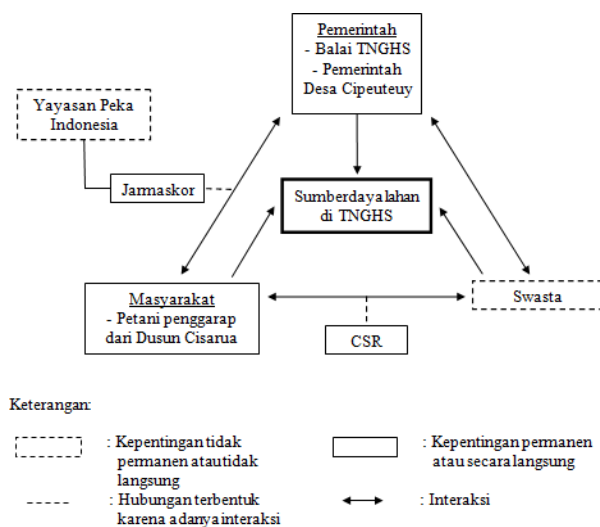 Pemerintah
- Balai TNGHS
- Pemerintah
Desa Cipeuteuy
Yayasan Peka
Indonesia
Jarmaskor
Sumberdaya lahan
di TNGHS
Masyarakat
- Petani penggarap
dari Dusun Cisarua
Swasta
CSR
Keterangan:
: Kepentingan tidak
permanen atau tidak
langsung
: Kepentingan permanen
atau secara langsung
: Hubungan terbentuk
karena adanya interaksi
: Interaksi